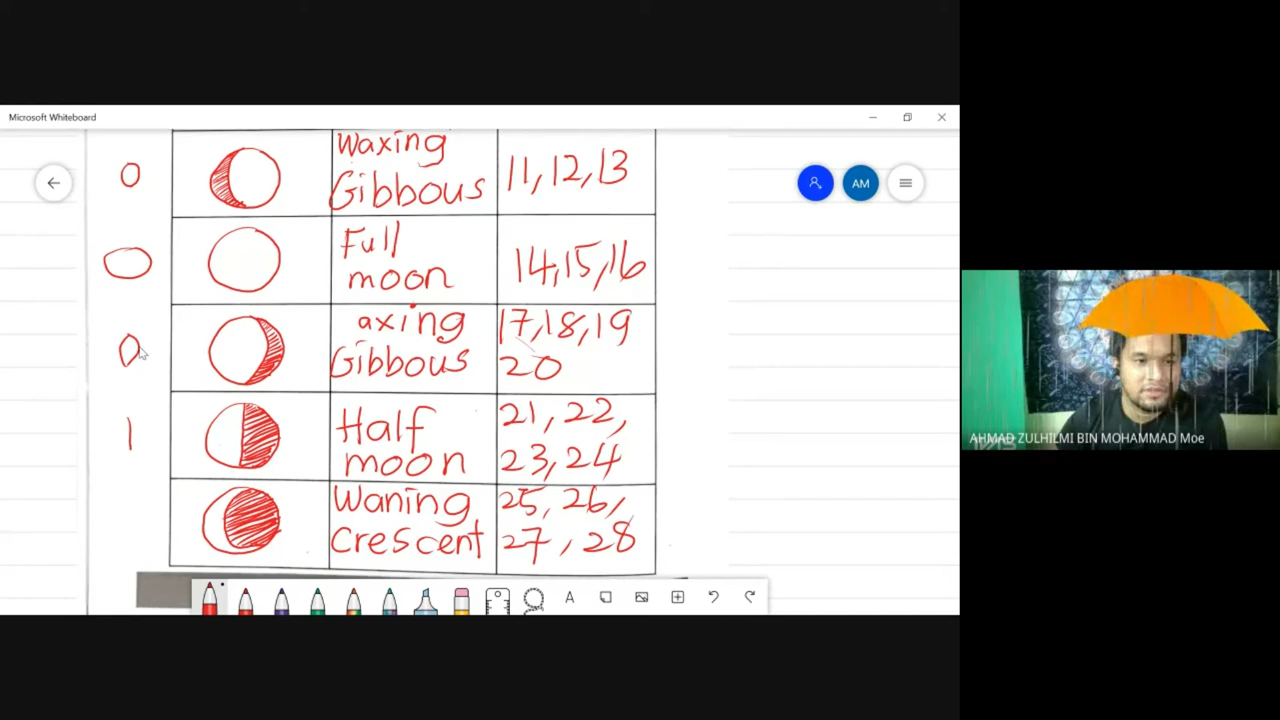 Microsoft Whiteboard
AM
0
Waxing
Gibbous
11, 12, 13
0
Full
moon
14, 15, 16
0
axing
Gibbous
17, 18, 19
20
1
Half
moon
21, 22,
23, 24
Waning
Crescent
25, 26,
27, 28
A
AHMAD ZULHILMI BIN MOHAMMAD Moe